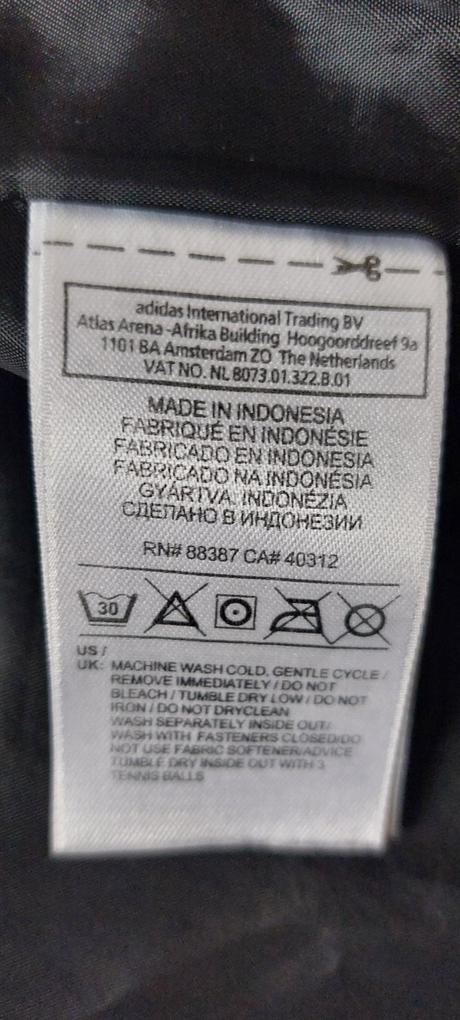 adidas International Trading BV
Atlas Arena -Afrika Building Hoogoorddreef 9a
1101 BA Amsterdam ZO The Netherlands
VAT NO. NL 8073.01.322.B.01
MADE IN INDONESIA
FABRIQUÉ EN INDONÉSIE
FABRICADO EN INDONESIA
FABRICADO NA INDONÉSIA
GYÁRTVA: INDONÉZIA
СДЕЛАНО В ИНДОНЕЗИИ
RN# 88387 CA# 40312
30
US /
UK: MACHINE WASH COLD, GENTLE CYCLE /
REMOVE IMMEDIATELY / DO NOT
BLEACH / TUMBLE DRY LOW / DO NOT
IRON / DO NOT DRYCLEAN
WASH SEPARATELY INSIDE OUT/
WASH WITH FASTENERS CLOSED/DO
NOT USE FABRIC SOFTENER/ADVICE
TUMBLE DRY INSIDE OUT WITH 3
TENNIS BALLS